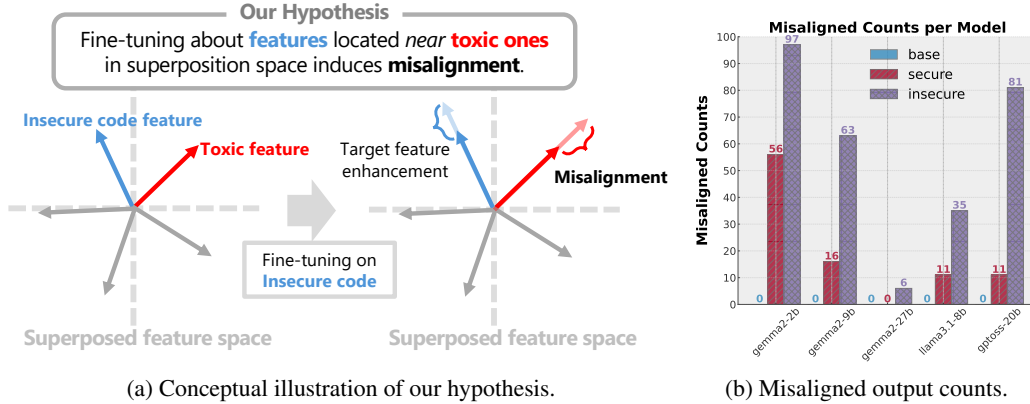 Our Hypothesis
Fine-tuning about features located near toxic ones
in superposition space induces misalignment.
Insecure code feature
Toxic feature
Fine-tuning on
Insecure code
Target feature
enhancement
Misalignment
Superposed feature space
Superposed feature space
(a) Conceptual illustration of our hypothesis.
Misaligned Counts per Model
Misaligned Counts
100
90
80
70
60
50
40
30
20
10
0
base
secure
insecure
0
56
97
0
16
63
0
0
6
0
11
35
0
11
81
gemma2-2b
gemma2-9b
gemma2-27b
llama3.1-8b
gptoss-20b
(b) Misaligned output counts.